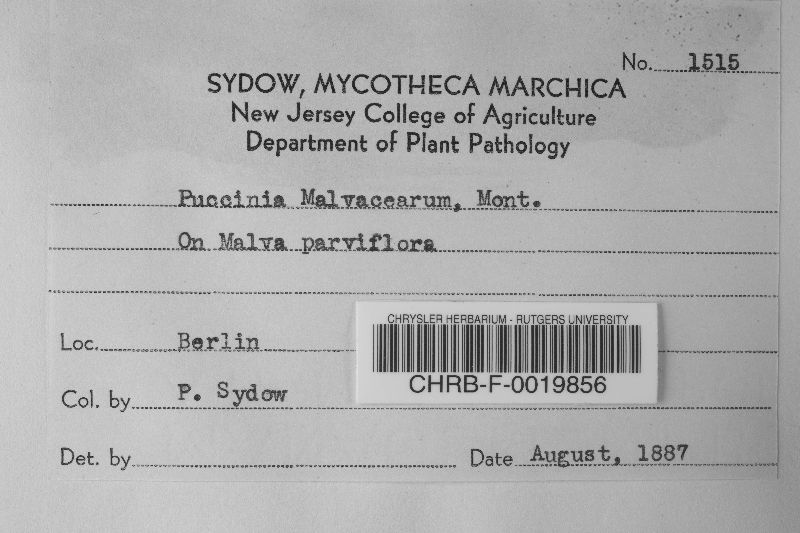 No. 1515
SYDOW, MYCOTHECA MARCHICA
New Jersey College of Agriculture
Department of Plant Pathology
Puccinia Malvacearum, Mont.
On Malva parviflora
Loc. Berlin
CHRYSLER HERBARIUM - RUTGERS UNIVERSITY
CHRB-F-0019856
Col. by P. Sydow
Det. by
Date August, 1887